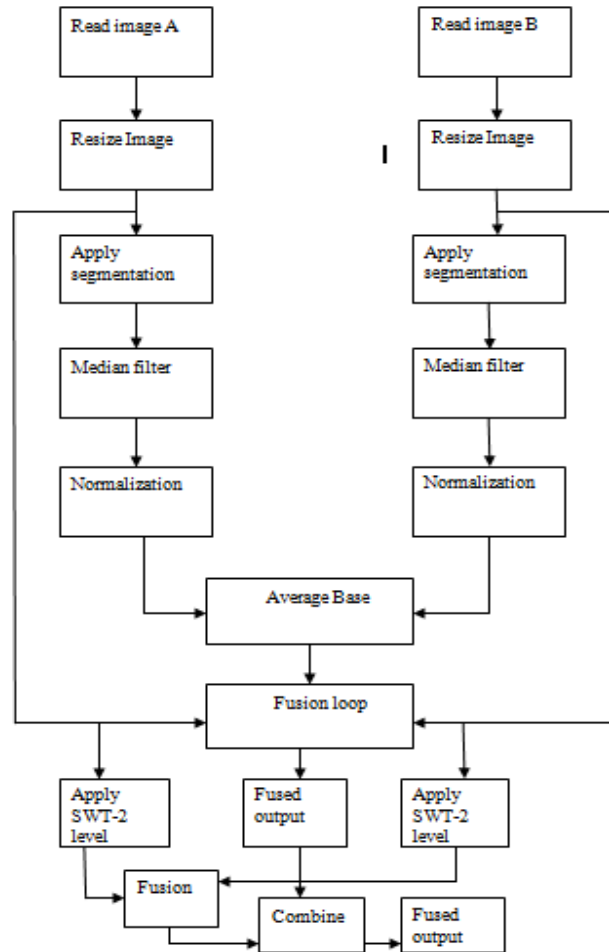 Read image A
Read image B
Resize Image
I
Resize Image
Apply
segmentation
Apply
segmentation
Median filter
Median filter
Normalization
Normalization
Average Base
Fusion loop
Apply
SWT-2
level
Fused
output
Apply
SWT-2
level
Fusion
Combine
Fused
output